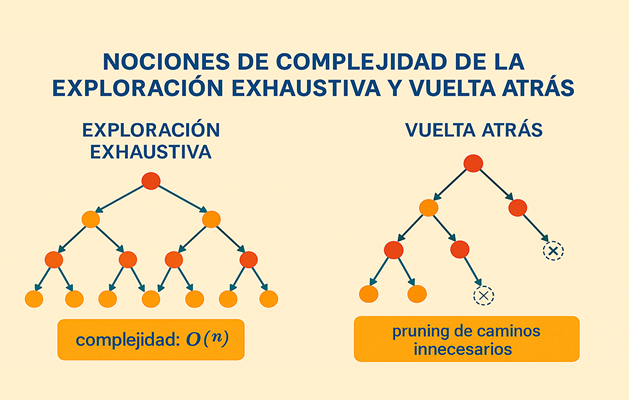 NOCIONES DE COMPLEJIDAD DE LA
EXPLORACIÓN EXHAUSTIVA Y VUELTA ATRÁS
EXPLORACIÓN
EXHAUSTIVA
complejidad: O(n)
VUELTA ATRÁS
pruning de caminos
innecesarios